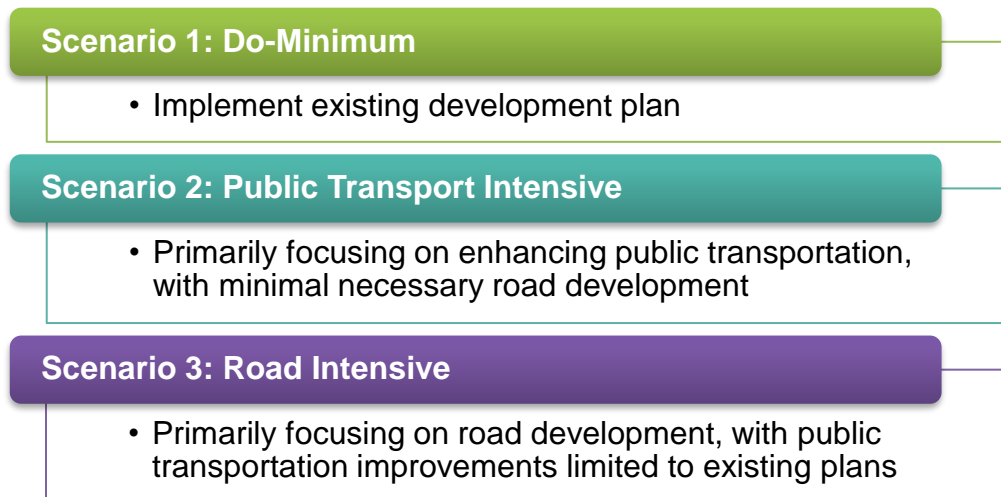 Scenario 1: Do-Minimum
• Implement existing development plan
Scenario 2: Public Transport Intensive
• Primarily focusing on enhancing public transportation,
with minimal necessary road development
Scenario 3: Road Intensive
• Primarily focusing on road development, with public
transportation improvements limited to existing plans